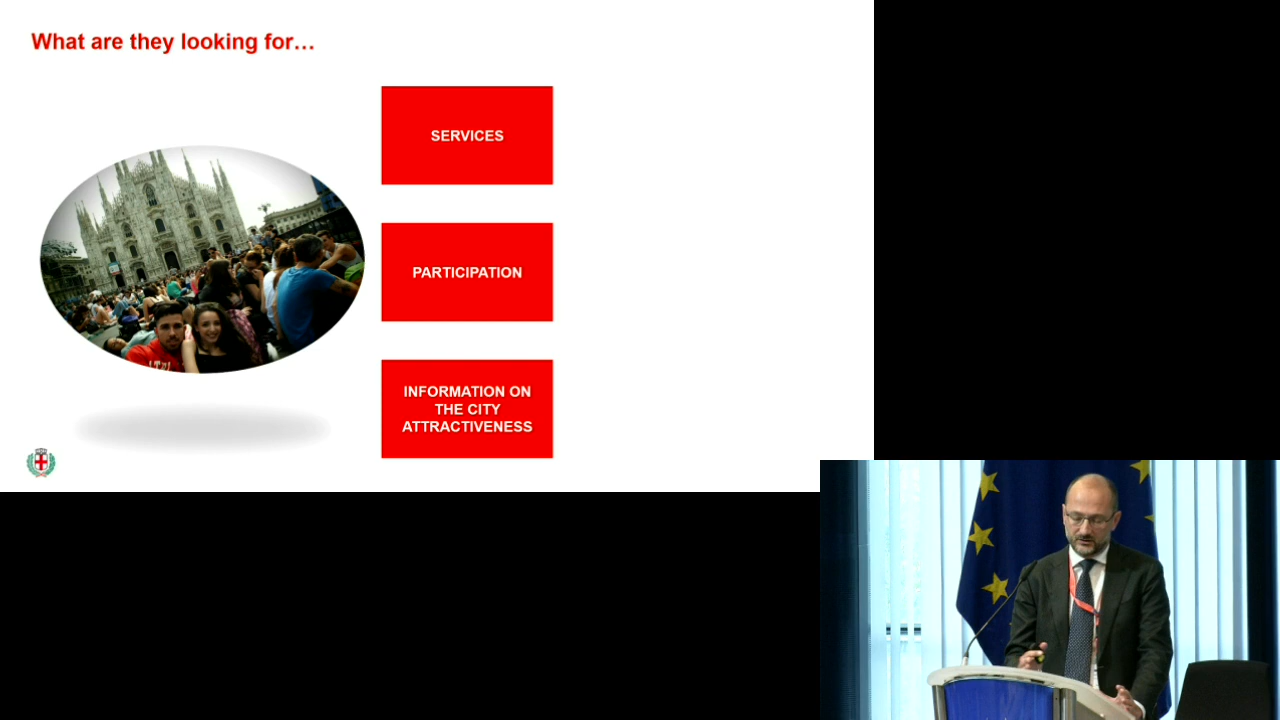 What are they looking for...
SERVICES
PARTICIPATION
INFORMATION ON
THE CITY
ATTRACTIVENESS